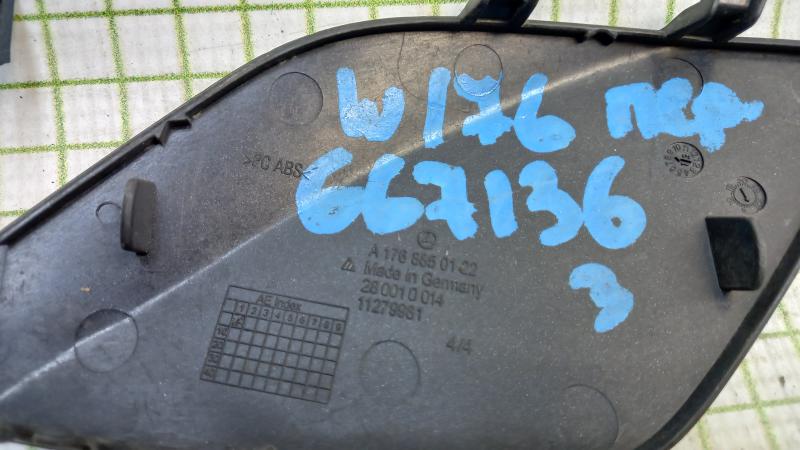 W176 пер
667136
3
>PC ABS<
A 176 885 01 22
Made in Germany
28 001 0 014
11279981
4/4
AE Index
1 2 3 4 5 6 7 8 9